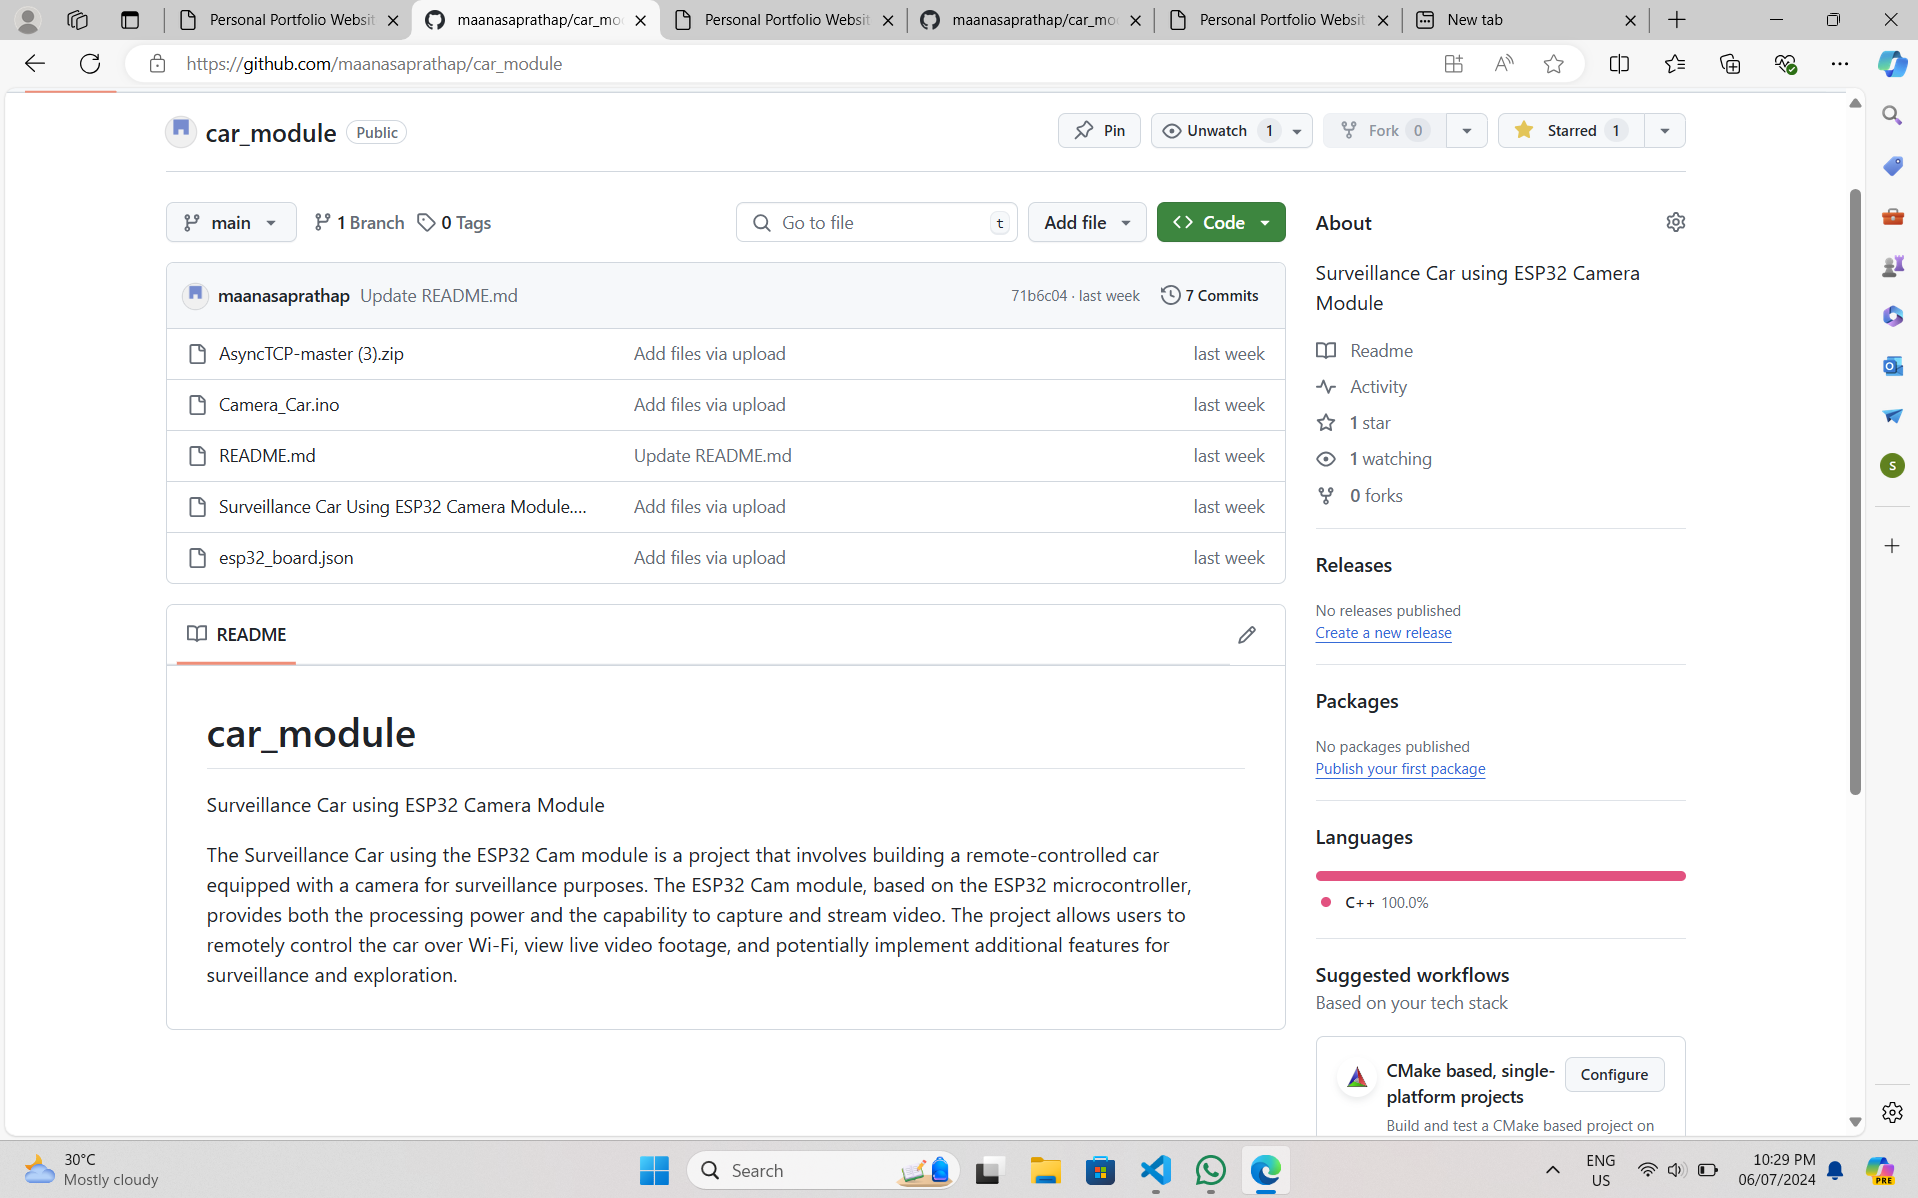 Personal Portfolio Websit
maanasaprathap/car_mo
Personal Portfolio Websit
maanasaprathap/car_mo
Personal Portfolio Websit
New tab
https://github.com/maanasaprathap/car_module
car_module Public
Pin
Unwatch 1
Fork 0
Starred 1
main
1 Branch
0 Tags
Go to file t
Add file
<> Code
maanasaprathap Update README.md
71b6c04 · last week
7 Commits
AsyncTCP-master (3).zip Add files via upload last week
Camera_Car.ino Add files via upload last week
README.md Update README.md last week
Surveillance Car Using ESP32 Camera Module.... Add files via upload last week
esp32_board.json Add files via upload last week
README
car_module
Surveillance Car using ESP32 Camera Module
The Surveillance Car using the ESP32 Cam module is a project that involves building a remote-controlled car
equipped with a camera for surveillance purposes. The ESP32 Cam module, based on the ESP32 microcontroller,
provides both the processing power and the capability to capture and stream video. The project allows users to
remotely control the car over Wi-Fi, view live video footage, and potentially implement additional features for
surveillance and exploration.
About
Surveillance Car using ESP32 Camera
Module
Readme
Activity
1 star
1 watching
0 forks
Releases
No releases published
Create a new release
Packages
No packages published
Publish your first package
Languages
C++ 100.0%
Suggested workflows
Based on your tech stack
CMake based, single-
platform projects
Configure
Build and test a CMake based project on
S
30°C
Mostly cloudy
Search
ENG
US
10:29 PM
06/07/2024
PRE